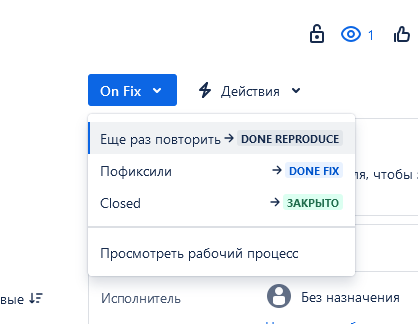 1
On Fix
Действия
Еще раз повторить → DONE REPRODUCE
Пофиксили → DONE FIX
Closed → ЗАКРЫТО
чтобы
Просмотреть рабочий процесс
Исполнитель
Без назначения